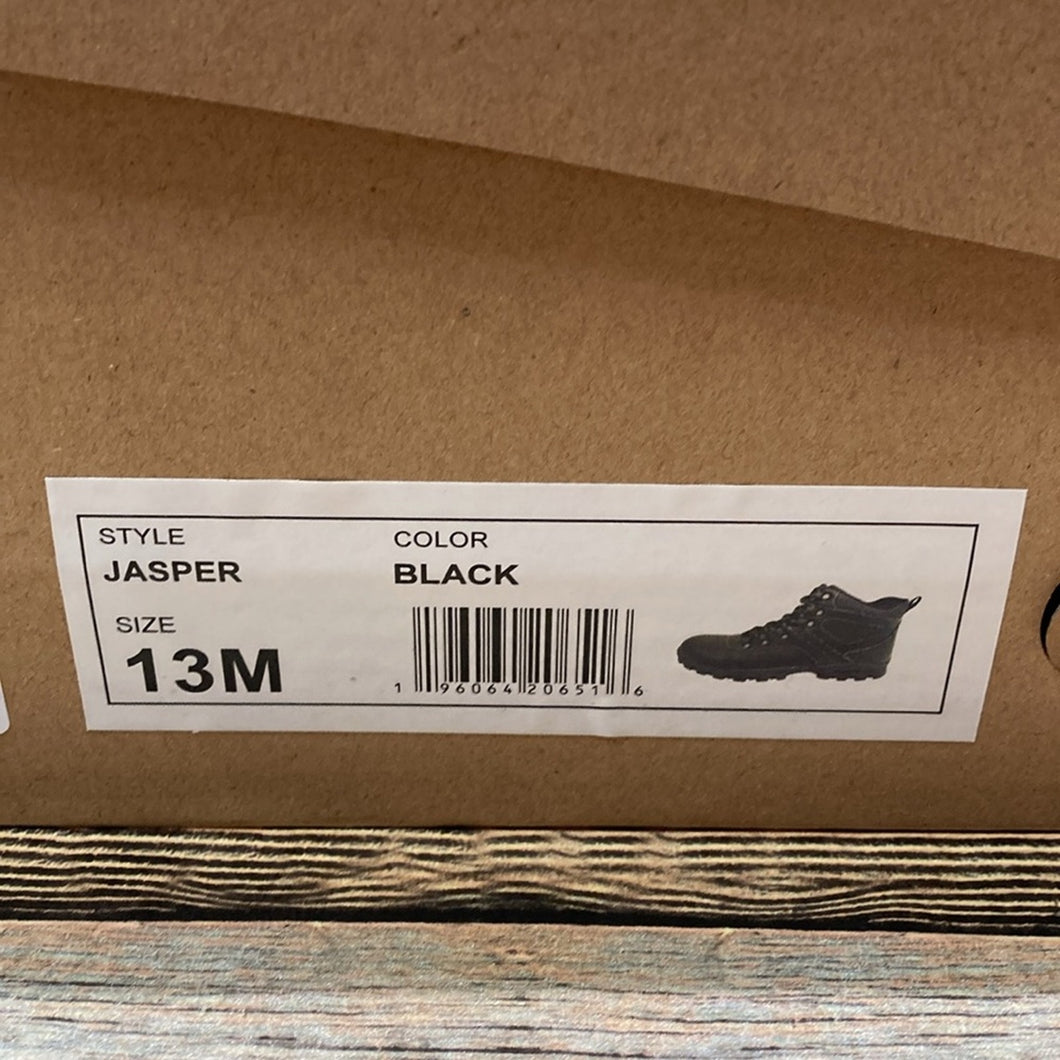 STYLE
JASPER
COLOR
BLACK
SIZE
13M
1 96064 20651 6